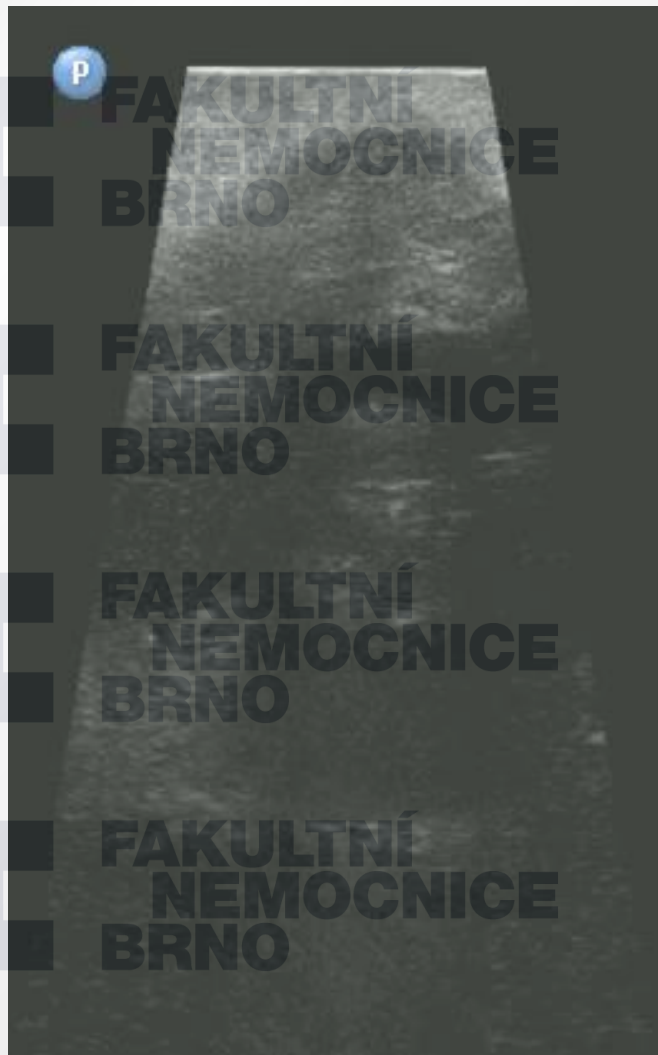 P
FAKULTNÍ
NEMOCNICE
BRNO
FAKULTNÍ
NEMOCNICE
BRNO
FAKULTNÍ
NEMOCNICE
BRNO
FAKULTNÍ
NEMOCNICE
BRNO